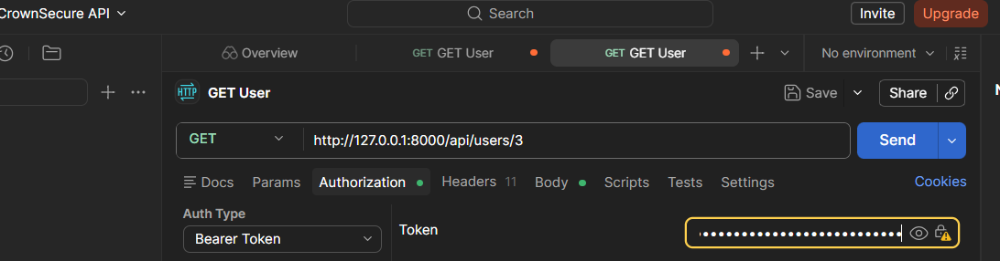 CrownSecure API
Search
Invite
Upgrade
Overview
GET GET User
GET GET User
No environment
HTTP GET User
Save
Share
GET
http://127.0.0.1:8000/api/users/3
Send
Docs
Params
Authorization
Headers 11
Body
Scripts
Tests
Settings
Cookies
Auth Type
Bearer Token
Token